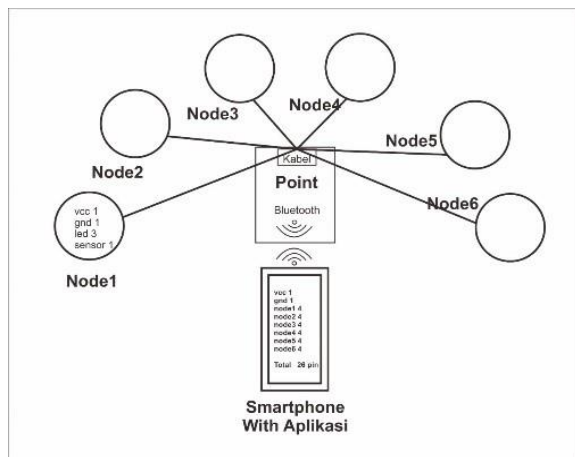 Node3
Node4
Node2
Node5
Kabel
Point
Bluetooth
Node6
vcc 1
gnd 1
led 3
sensor 1
Node1
vcc 1
gnd 1
node1 4
node2 4
node3 4
node4 4
node5 4
node6 4
Total 26 pin
Smartphone
With Aplikasi